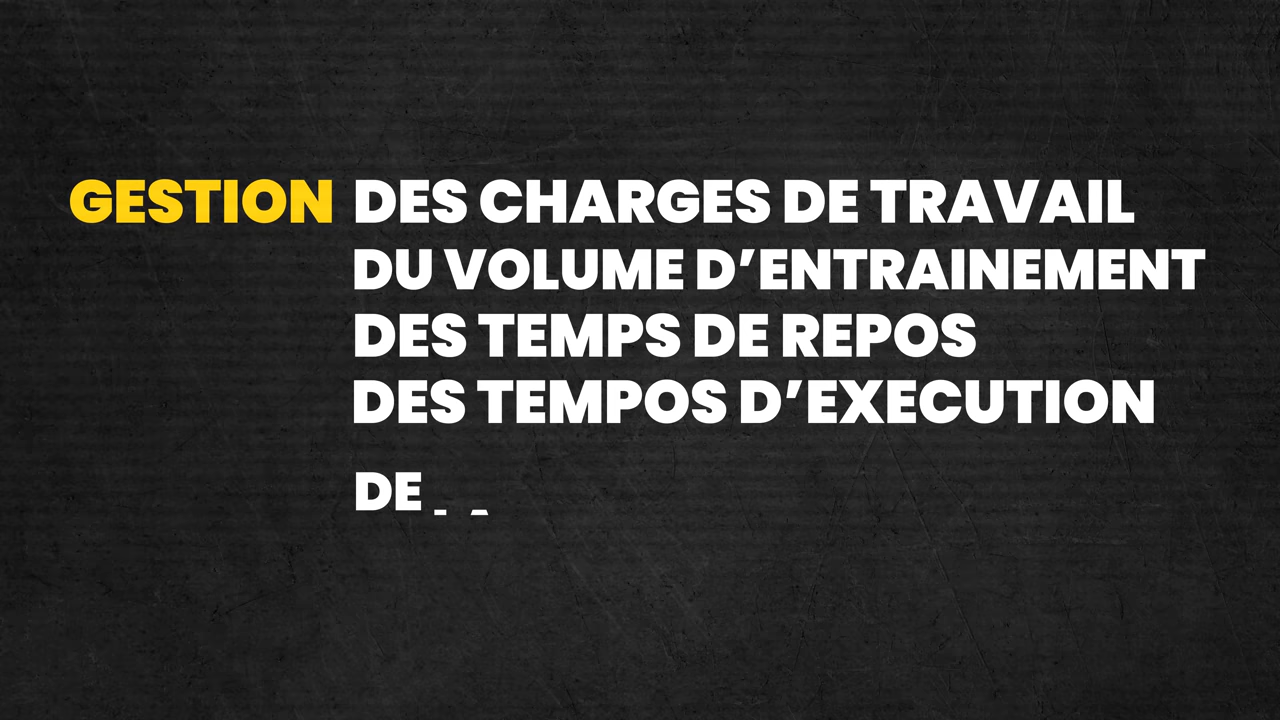 GESTION DES CHARGES DE TRAVAIL
DU VOLUME D’ENTRAINEMENT
DES TEMPS DE REPOS
DES TEMPOS D’EXECUTION
DE